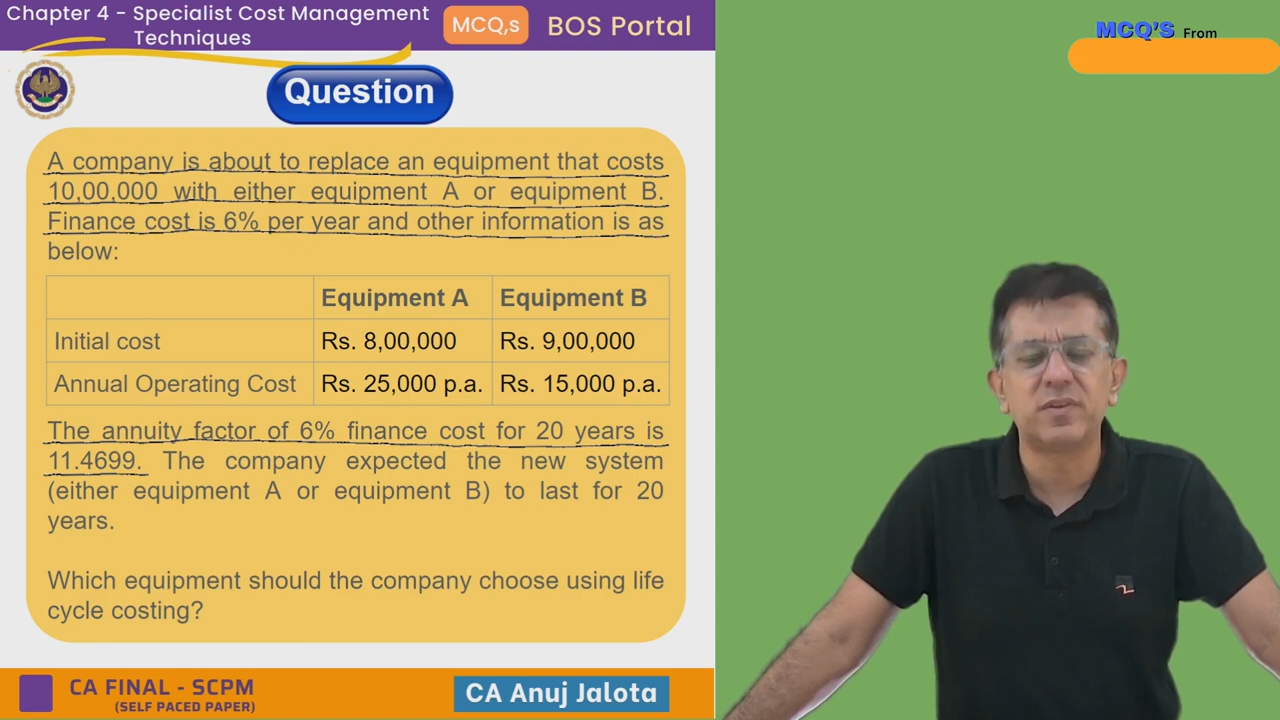 Chapter 4 - Specialist Cost Management
Techniques
MCQ,s
BOS Portal
MCQ'S From
Question
A company is about to replace an equipment that costs
10,00,000 with either equipment A or equipment B.
Finance cost is 6% per year and other information is as
below:
Equipment A Equipment B
Initial cost Rs. 8,00,000 Rs. 9,00,000
Annual Operating Cost Rs. 25,000 p.a. Rs. 15,000 p.a.
The annuity factor of 6% finance cost for 20 years is
11.4699. The company expected the new system
(either equipment A or equipment B) to last for 20
years.
Which equipment should the company choose using life
cycle costing?
CA FINAL - SCPM
(SELF PACED PAPER)
CA Anuj Jalota